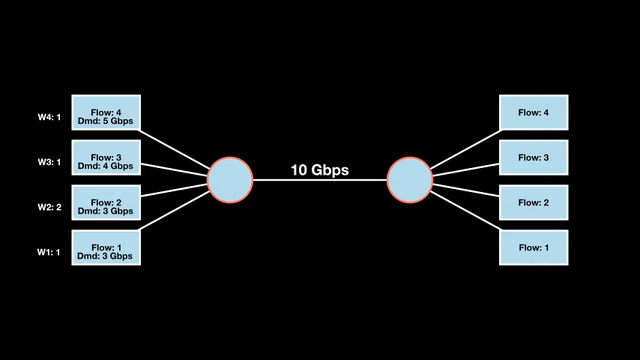 W4: 1
Flow: 4
Dmd: 5 Gbps
W3: 1
Flow: 3
Dmd: 4 Gbps
W2: 2
Flow: 2
Dmd: 3 Gbps
W1: 1
Flow: 1
Dmd: 3 Gbps
10 Gbps
Flow: 4
Flow: 3
Flow: 2
Flow: 1